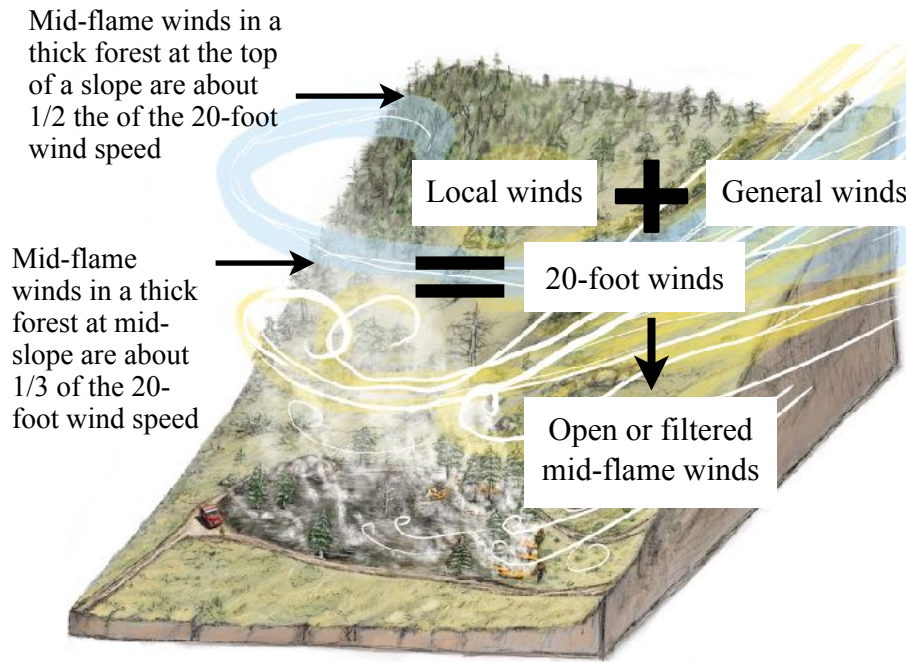 Mid-flame winds in a
thick forest at the top
of a slope are about
1/2 the of the 20-foot
wind speed
Local winds
+
General winds
=
20-foot winds
Mid-flame
winds in a thick
forest at mid-
slope are about
1/3 of the 20-
foot wind speed
Open or filtered
mid-flame winds